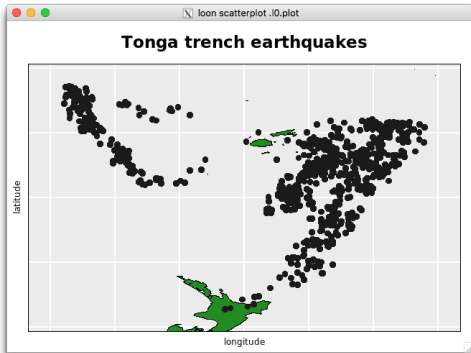 loon scatterplot .l0.plot
Tonga trench earthquakes
latitude
longitude